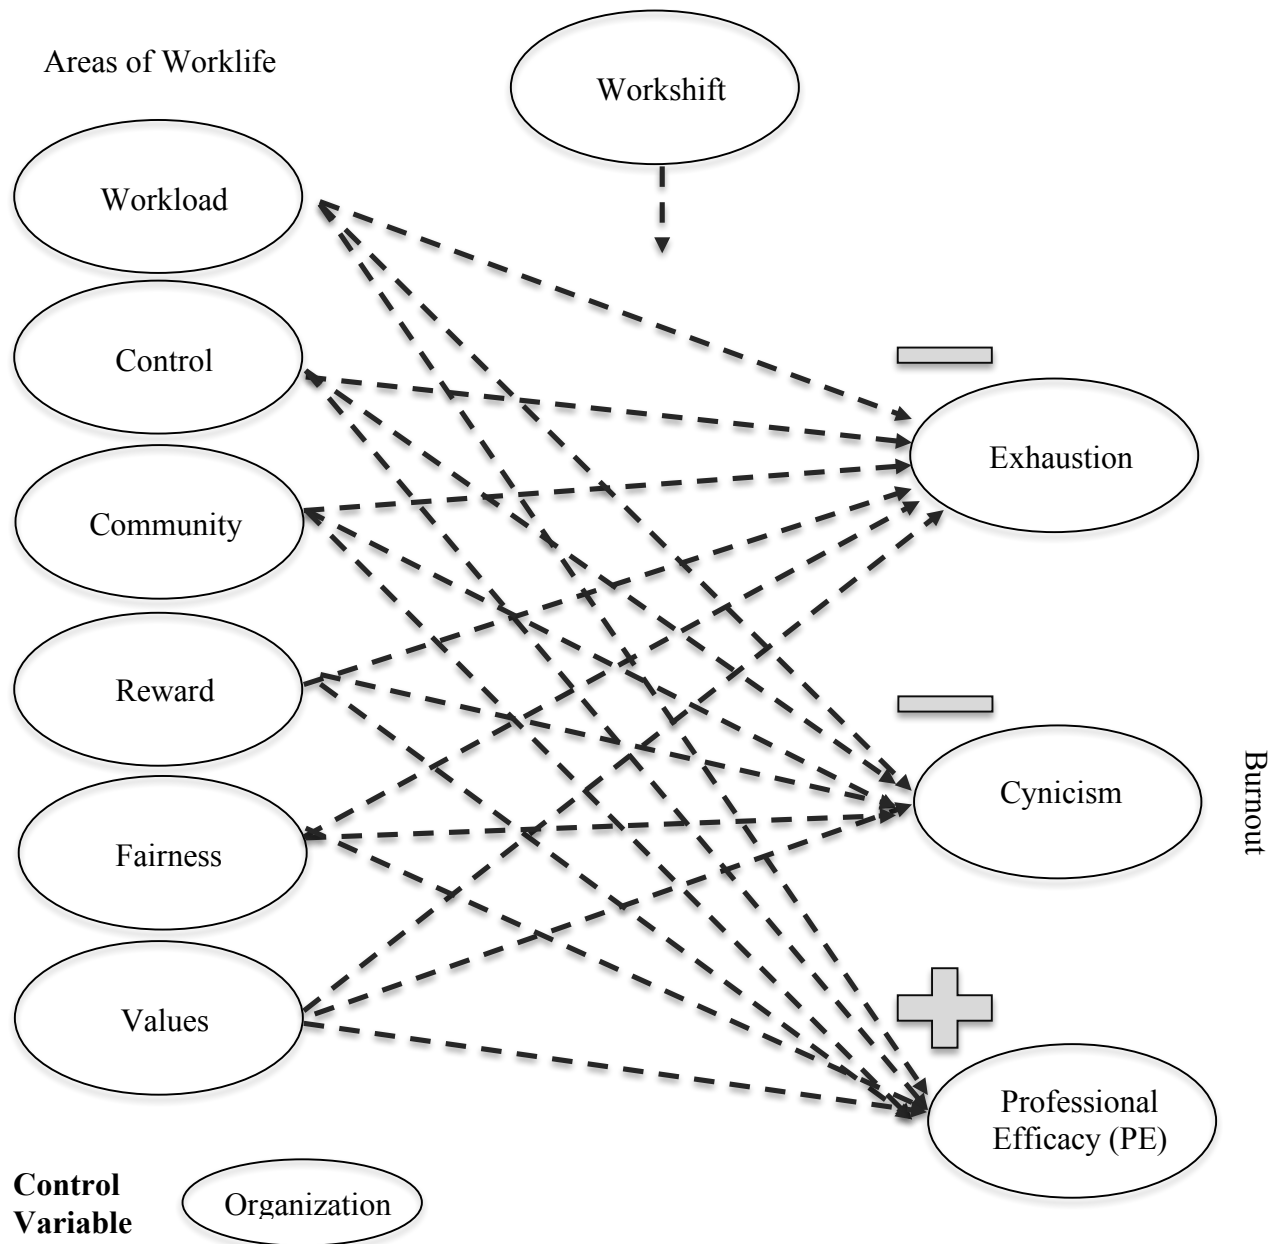 Areas of Worklife
Workshift
Workload
Control
Community
Reward
Fairness
Values
Exhaustion
Cynicism
Professional
Efficacy (PE)
Burnout
Control
Variable
Organization